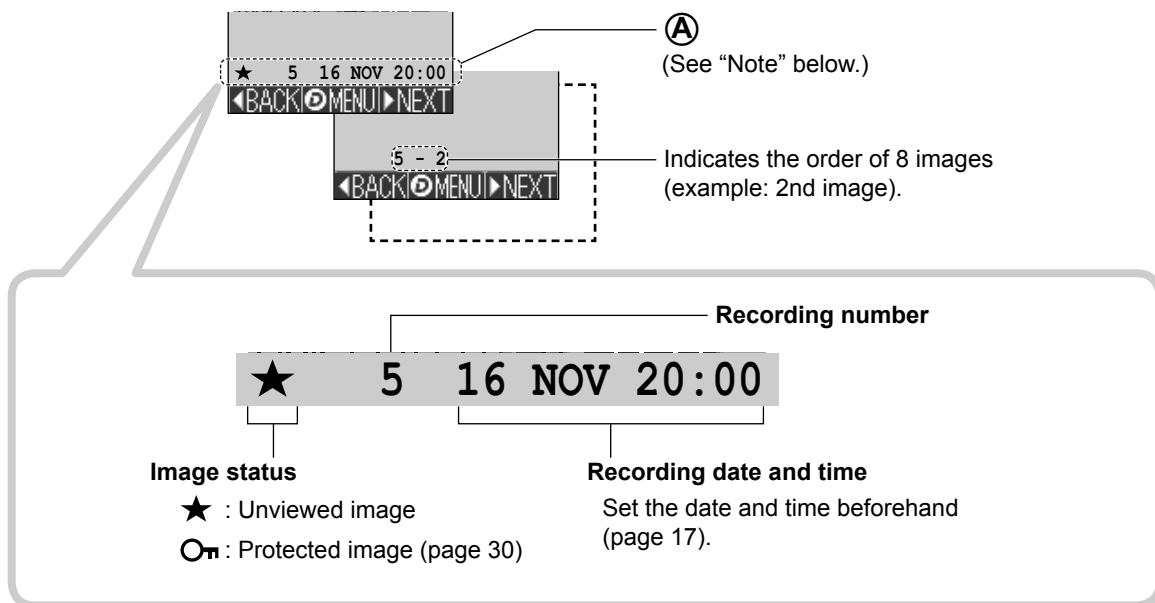 Ⓐ
(See “Note” below.)
★ 5 16 NOV 20:00
◀BACK ⓓMENU ▶NEXT
5 - 2
Indicates the order of 8 images
(example: 2nd image).
◀BACK ⓓMENU ▶NEXT
Recording number
★ 5 16 NOV 20:00
Image status
★ : Unviewed image
: Protected image (page 30)
Recording date and time
Set the date and time beforehand
(page 17).